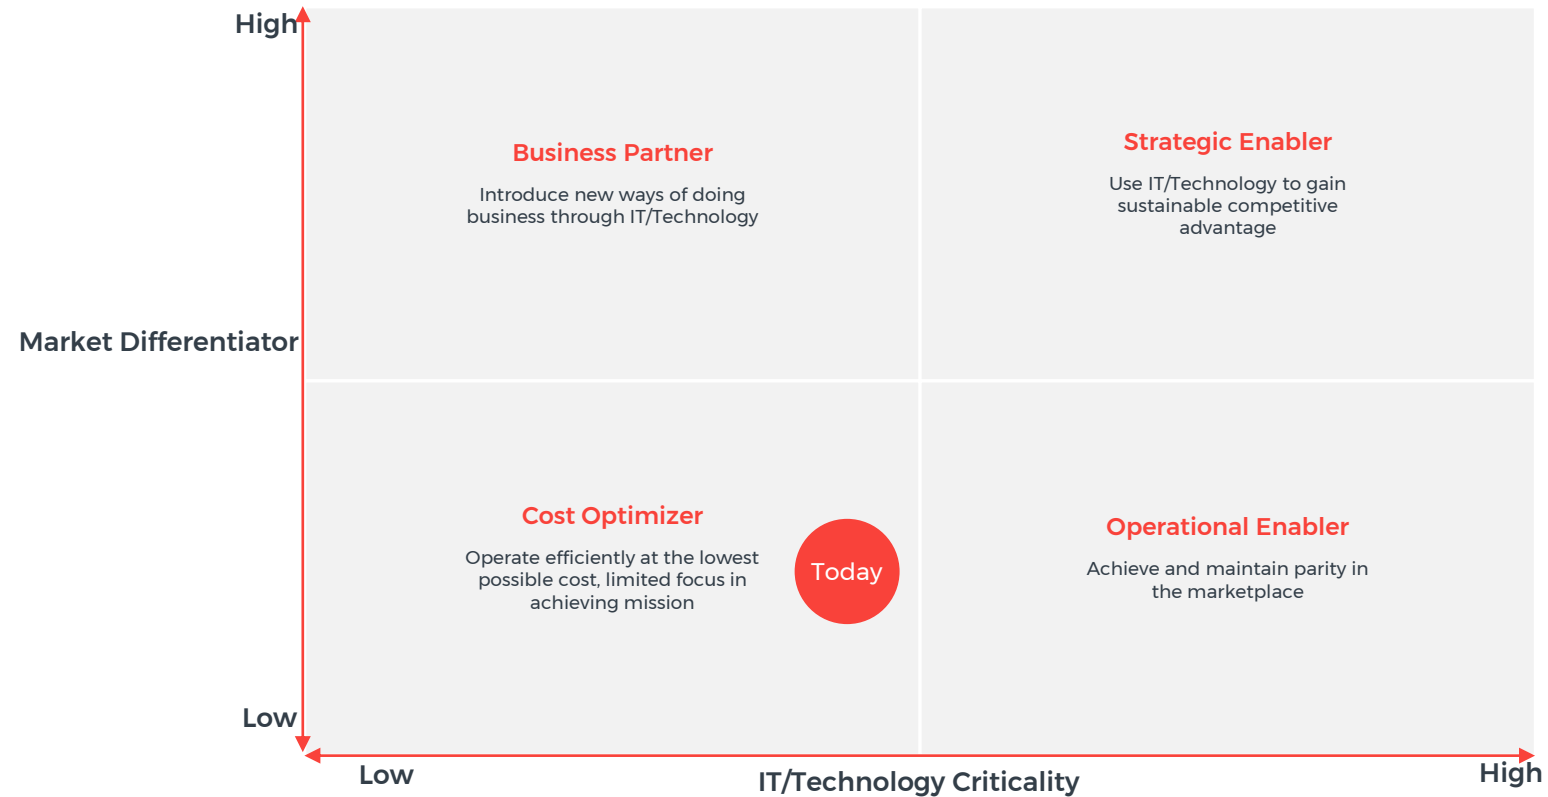 High
Business Partner
Introduce new ways of doing
business through IT/Technology
Strategic Enabler
Use IT/Technology to gain
sustainable competitive
advantage
Market Differentiator
Cost Optimizer
Operate efficiently at the lowest
possible cost, limited focus in
achieving mission
Today
Operational Enabler
Achieve and maintain parity in
the marketplace
Low
Low
IT/Technology Criticality
High